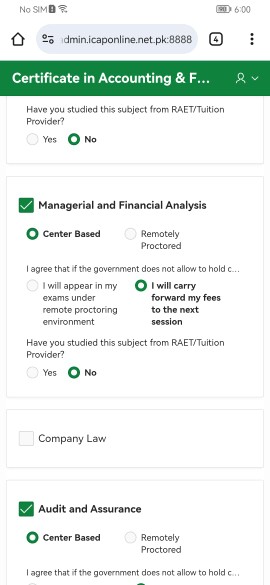 No SIM
6:00
dmin.icaponline.net.pk:8888
4
Certificate in Accounting & F...
Have you studied this subject from RAET/Tuition
Provider?
Yes No
Managerial and Financial Analysis
Center Based Remotely
Proctored
I agree that if the government does not allow to hold c...
I will appear in my
exams under
remote proctoring
environment
I will carry
forward my fees
to the next
session
Have you studied this subject from RAET/Tuition
Provider?
Yes No
Company Law
Audit and Assurance
Center Based Remotely
Proctored
I agree that if the government does not allow to hold c...